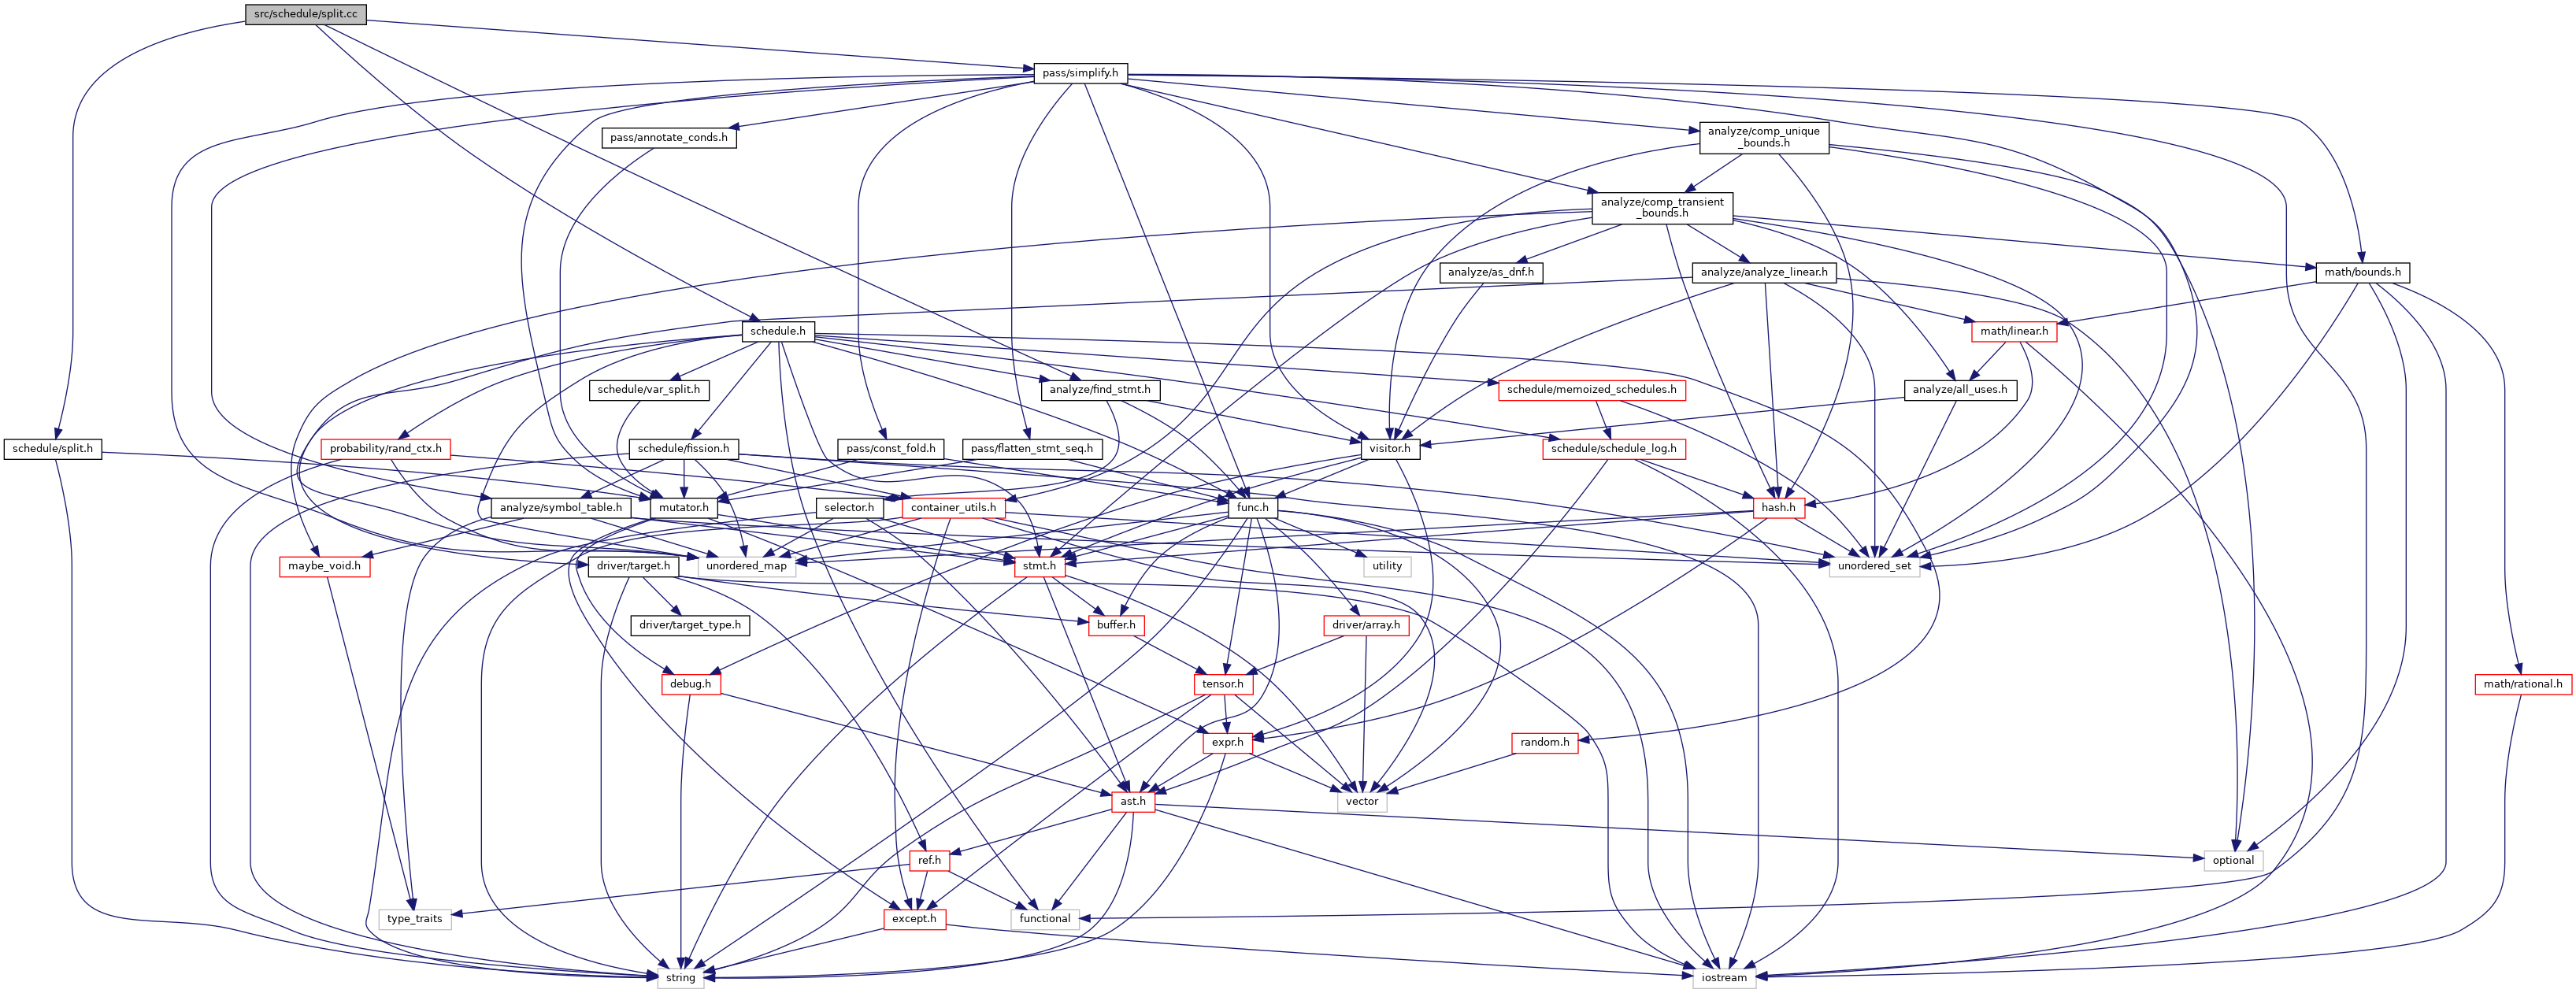 src/schedule/split.cc
pass/simplify.h
pass/annotate_conds.h
analyze/comp_unique
_bounds.h
analyze/comp_transient
_bounds.h
analyze/as_dnf.h
analyze/analyze_linear.h
math/bounds.h
schedule.h
math/linear.h
schedule/var_split.h
analyze/find_stmt.h
schedule/memoized_schedules.h
analyze/all_uses.h
schedule/split.h
probability/rand_ctx.h
schedule/fission.h
pass/const_fold.h
pass/flatten_stmt_seq.h
visitor.h
schedule/schedule_log.h
analyze/symbol_table.h
mutator.h
selector.h
container_utils.h
func.h
hash.h
maybe_void.h
driver/target.h
unordered_map
stmt.h
utility
unordered_set
driver/target_type.h
buffer.h
driver/array.h
debug.h
tensor.h
math/rational.h
expr.h
random.h
ast.h
vector
ref.h
optional
type_traits
except.h
functional
string
iostream